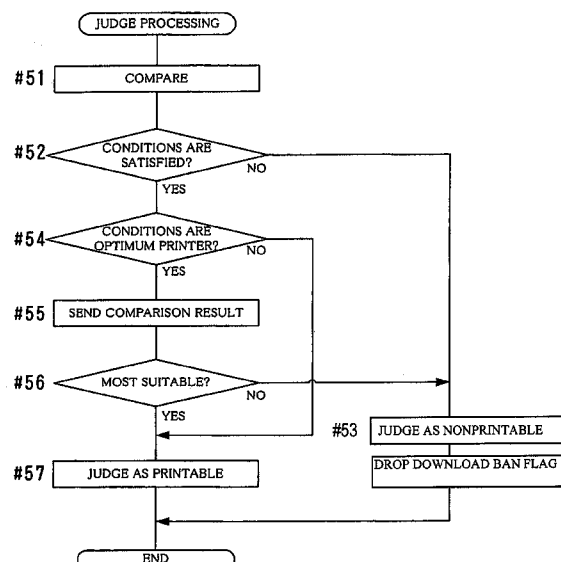 JUDGE PROCESSING
#51
COMPARE
#52
CONDITIONS ARE
SATISFIED?
NO
YES
#54
CONDITIONS ARE
OPTIMUM PRINTER?
NO
YES
#55
SEND COMPARISON RESULT
#56
MOST SUITABLE?
NO
YES
#53
JUDGE AS NONPRINTABLE
DROP DOWNLOAD BAN FLAG
#57
JUDGE AS PRINTABLE
END